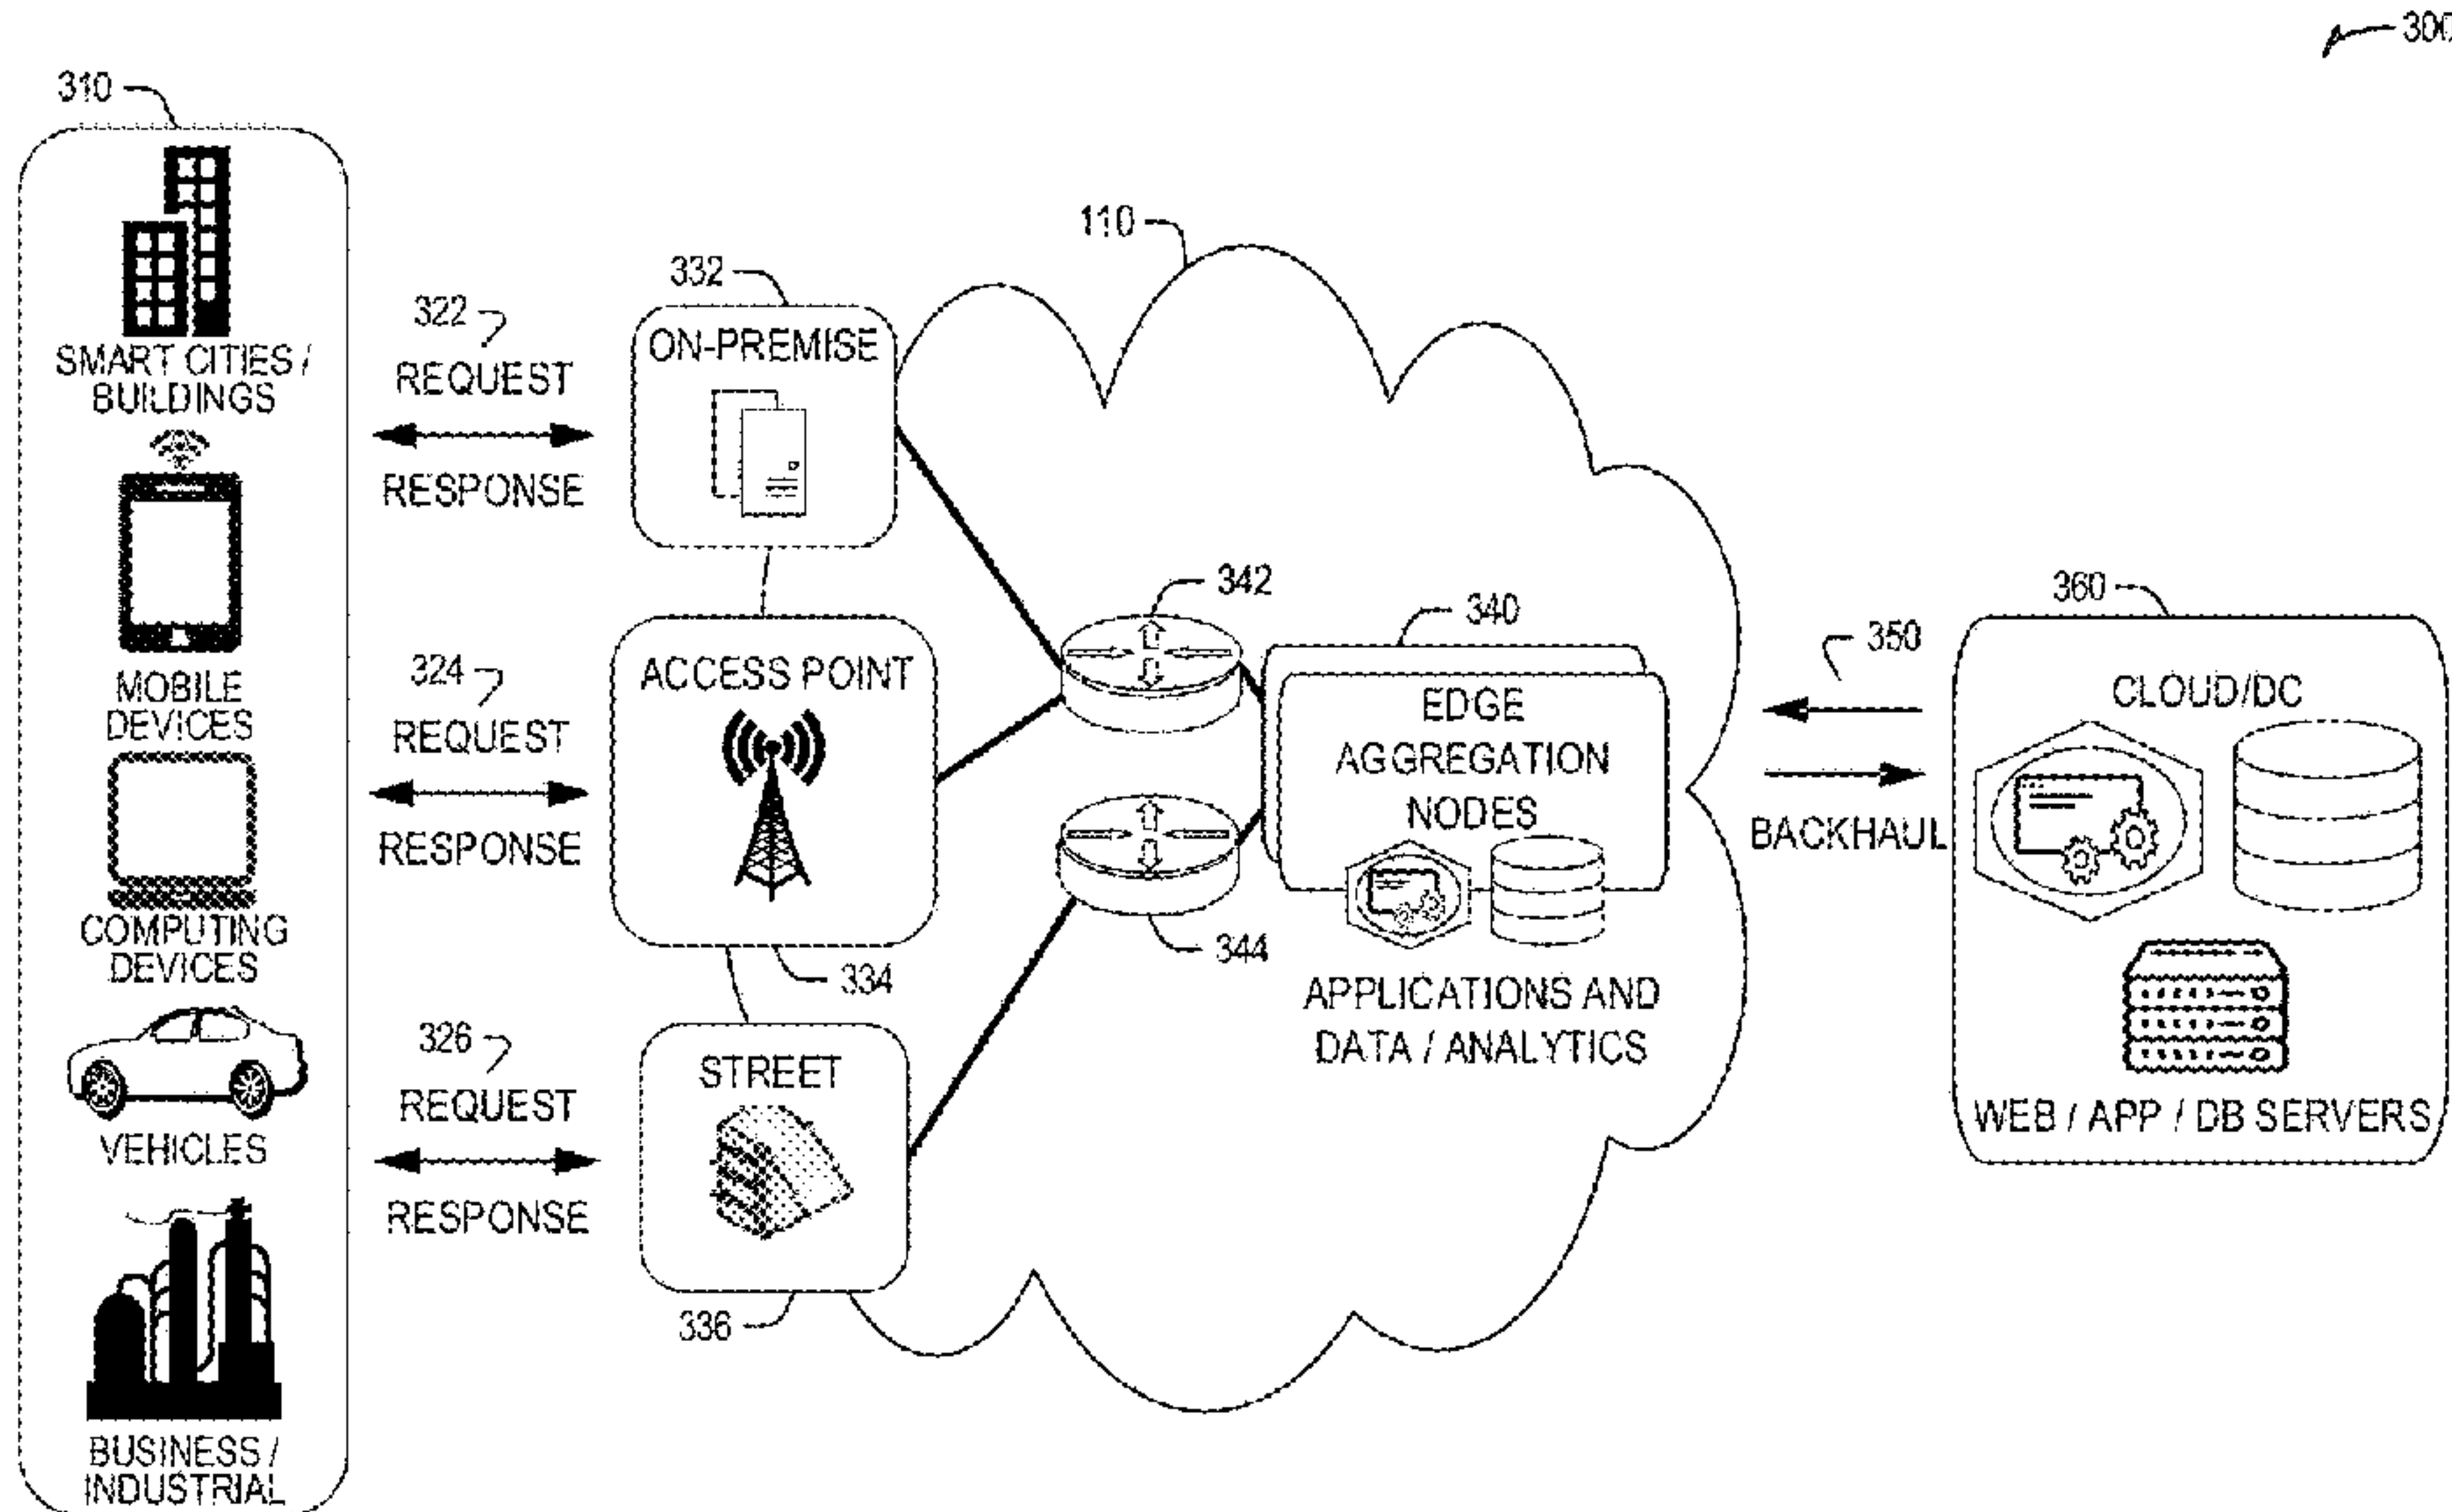 300
310
SMART CITIES /
BUILDINGS
MOBILE
DEVICES
COMPUTING
DEVICES
VEHICLES
BUSINESS /
INDUSTRIAL
322
REQUEST
RESPONSE
324
REQUEST
RESPONSE
326
REQUEST
RESPONSE
332
ON-PREMISE
ACCESS POINT
334
STREET
336
110
342
344
340
EDGE
AGGREGATION
NODES
APPLICATIONS AND
DATA / ANALYTICS
350
BACKHAUL
360
CLOUD/DC
WEB / APP / DB SERVERS